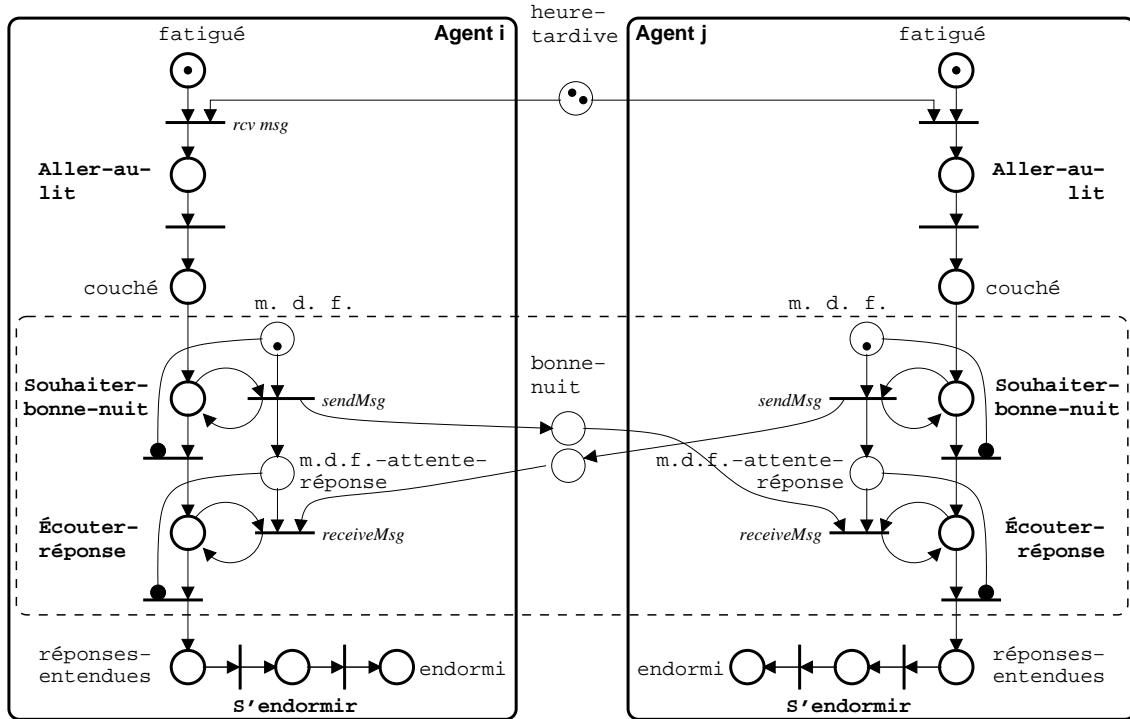 heure-
tardive
Agent i
Agent j
fatigué
fatigué
rcv msg
Aller-au-
lit
Aller-au-
lit
couché
couché
m. d. f.
m. d. f.
bonne-
nuit
Souhaiter-
bonne-nuit
sendMsg
sendMsg
Souhaiter-
bonne-nuit
m.d.f.-attente-
réponse
m.d.f.-attente-
réponse
Écouter-
réponse
receiveMsg
receiveMsg
Écouter-
réponse
réponses-
entendues
endormi
endormi
réponses-
entendues
S'endormir
S'endormir